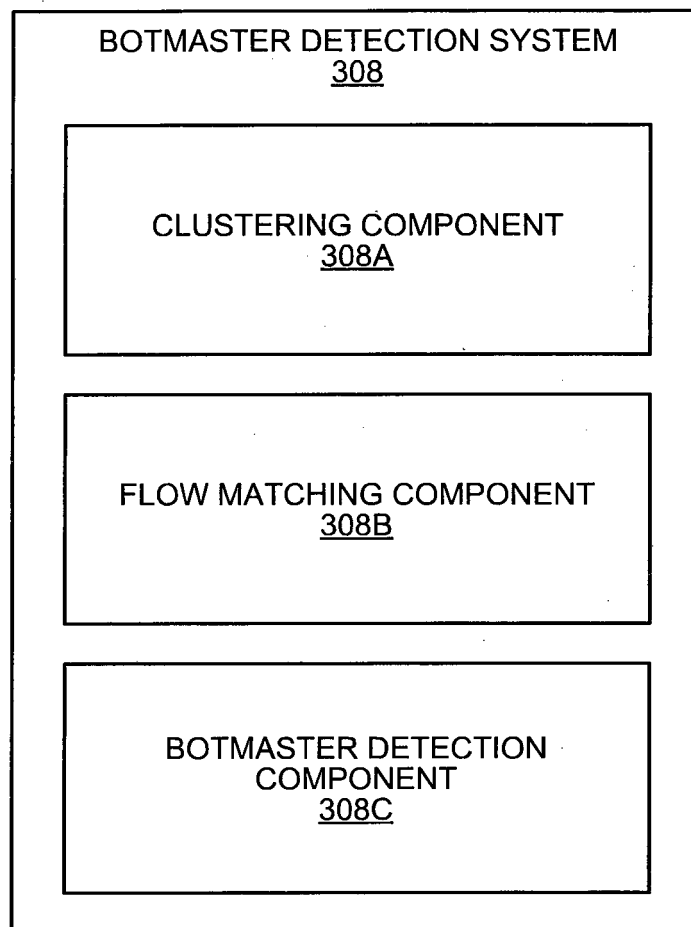 BOTMASTER DETECTION SYSTEM
308
CLUSTERING COMPONENT
308A
FLOW MATCHING COMPONENT
308B
BOTMASTER DETECTION
COMPONENT
308C